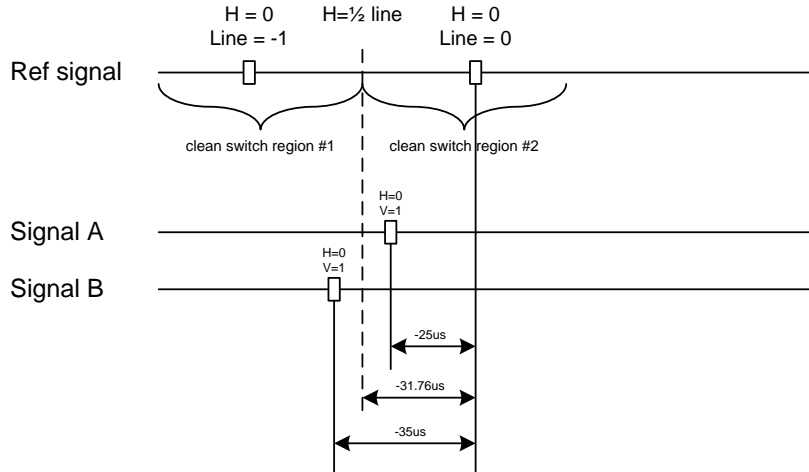 H = 0
Line = -1
H=½ line
H = 0
Line = 0
Ref signal
clean switch region #1
clean switch region #2
H=0
V=1
Signal A
H=0
V=1
Signal B
-25us
-31.76us
-35us